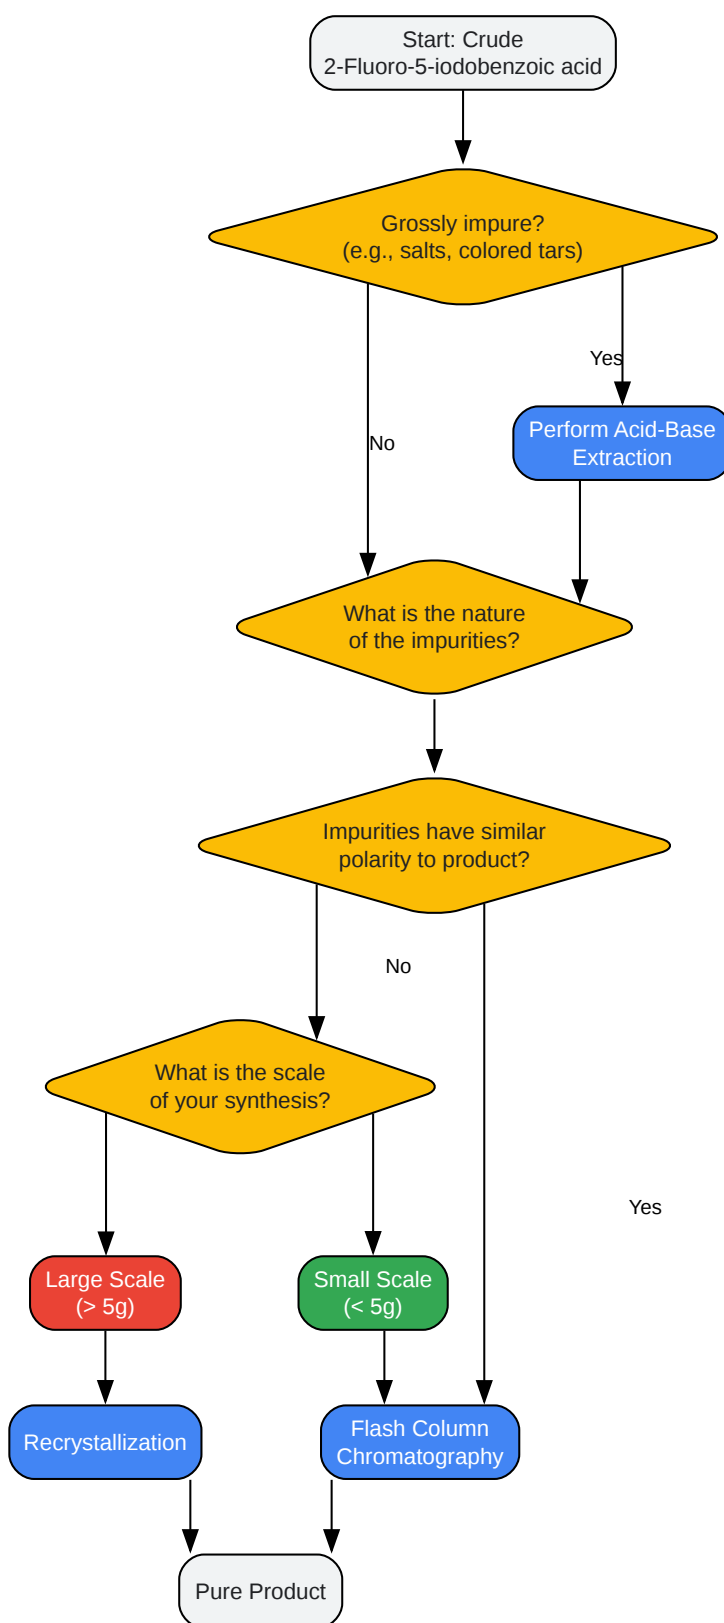 Start: Crude
2-Fluoro-5-iodobenzoic acid
Grossly impure?
(e.g., salts, colored tars)
Yes
Perform Acid-Base
Extraction
No
What is the nature
of the impurities?
Impurities have similar
polarity to product?
No
What is the scale
of your synthesis?
Yes
Large Scale
(> 5g)
Small Scale
(< 5g)
Recrystallization
Flash Column
Chromatography
Pure Product